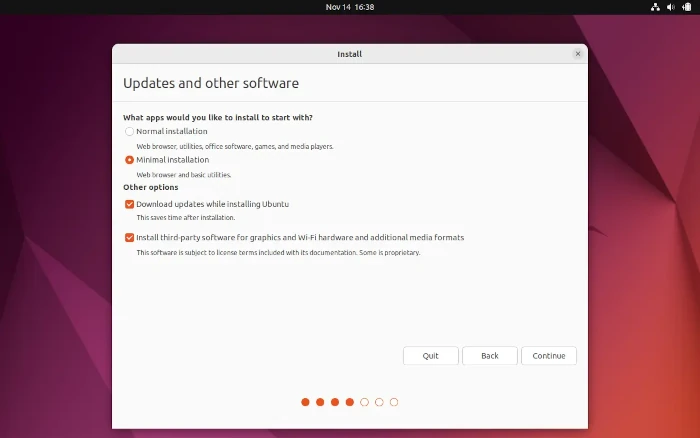 Nov 14 16:38
Install
Updates and other software
What apps would you like to install to start with?
Normal installation
Web browser, utilities, office software, games, and media players.
Minimal installation
Web browser and basic utilities.
Other options
Download updates while installing Ubuntu
This saves time after installation.
Install third-party software for graphics and Wi-Fi hardware and additional media formats
This software is subject to license terms included with its documentation. Some is proprietary.
Quit Back Continue